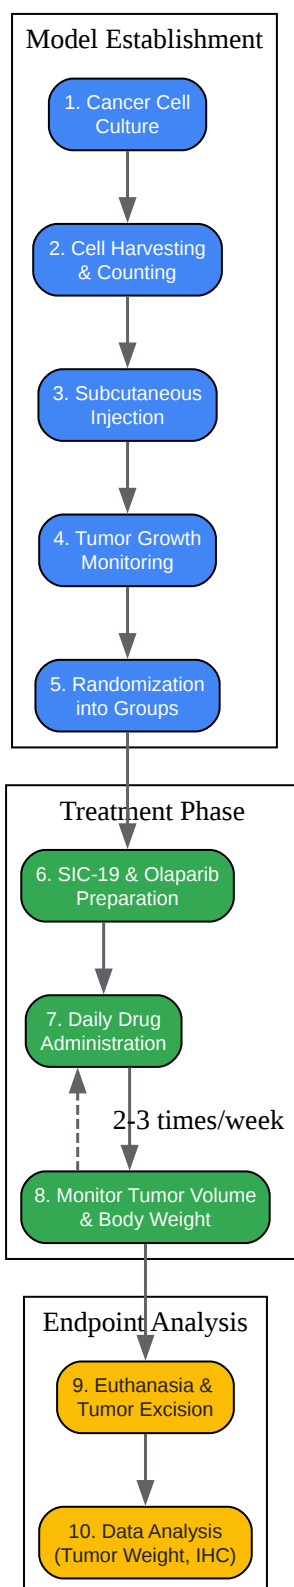 Model Establishment
1. Cancer Cell
Culture
2. Cell Harvesting
& Counting
3. Subcutaneous
Injection
4. Tumor Growth
Monitoring
5. Randomization
into Groups
Treatment Phase
6. SIC-19 & Olaparib
Preparation
7. Daily Drug
Administration
2-3 times/week
8. Monitor Tumor Volume
& Body Weight
Endpoint Analysis
9. Euthanasia &
Tumor Excision
10. Data Analysis
(Tumor Weight, IHC)